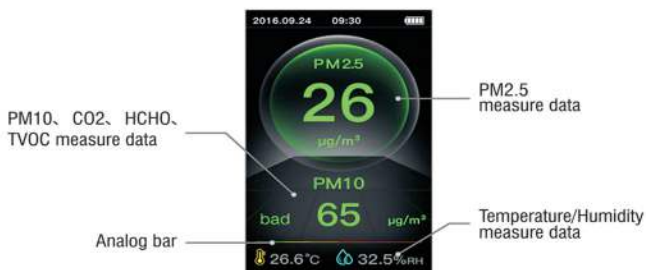 2016.09.24 09:30
PM2.5
26
µg/m³
PM2.5
measure data
PM10、 CO2、 HCHO、
TVOC measure data
PM10
bad 65 µg/m³
Temperature/Humidity
measure data
Analog bar
26.6°C 32.5%RH